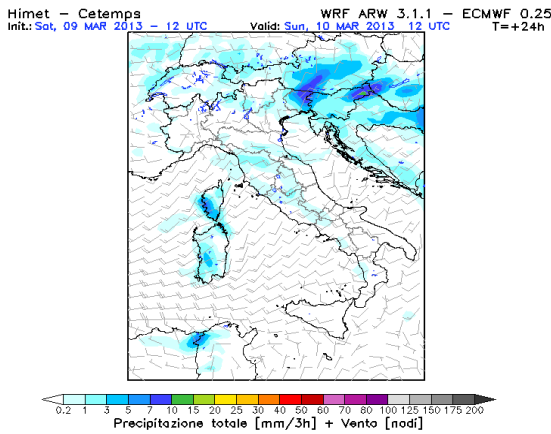 Himet – Cetemps WRF ARW 3.1.1 – ECMWF 0.25
Init.: Sat, 09 MAR 2013 – 12 UTC Valid: Sun, 10 MAR 2013 12 UTC T=+24h
0.2 1 3 5 7 10 15 20 25 30 40 50 60 70 80 100 125 150 175 200
Precipitazione totale [mm/3h] + Vento [nodi]